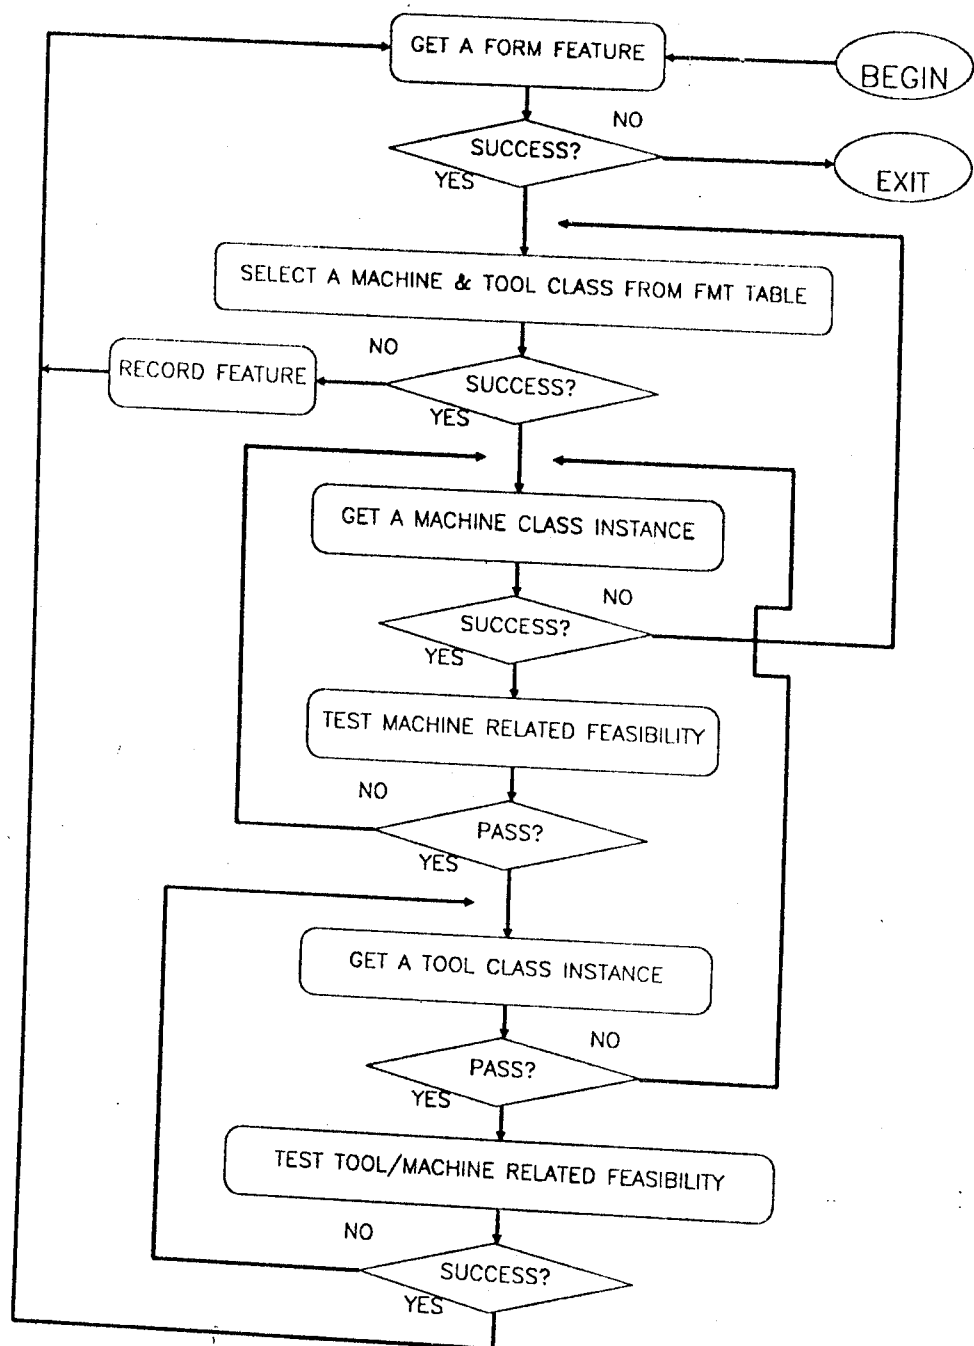 GET A FORM FEATURE
BEGIN
NO
SUCCESS?
YES
EXIT
SELECT A MACHINE & TOOL CLASS FROM FMT TABLE
NO
RECORD FEATURE
SUCCESS?
YES
GET A MACHINE CLASS INSTANCE
NO
SUCCESS?
YES
TEST MACHINE RELATED FEASIBILITY
NO
PASS?
YES
GET A TOOL CLASS INSTANCE
NO
PASS?
YES
TEST TOOL/MACHINE RELATED FEASIBILITY
NO
SUCCESS?
YES